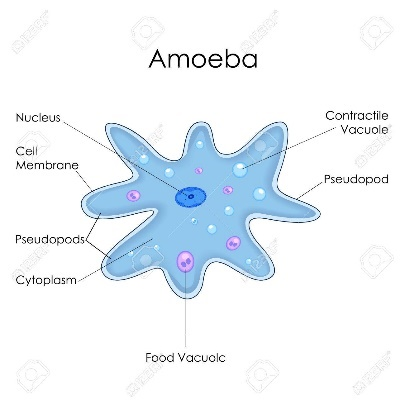 Amoeba
Nucleus
Contractile
Vacuole
Cell
Membrane
Pseudopod
Pseudopods
Cytoplasm
Food Vacuole